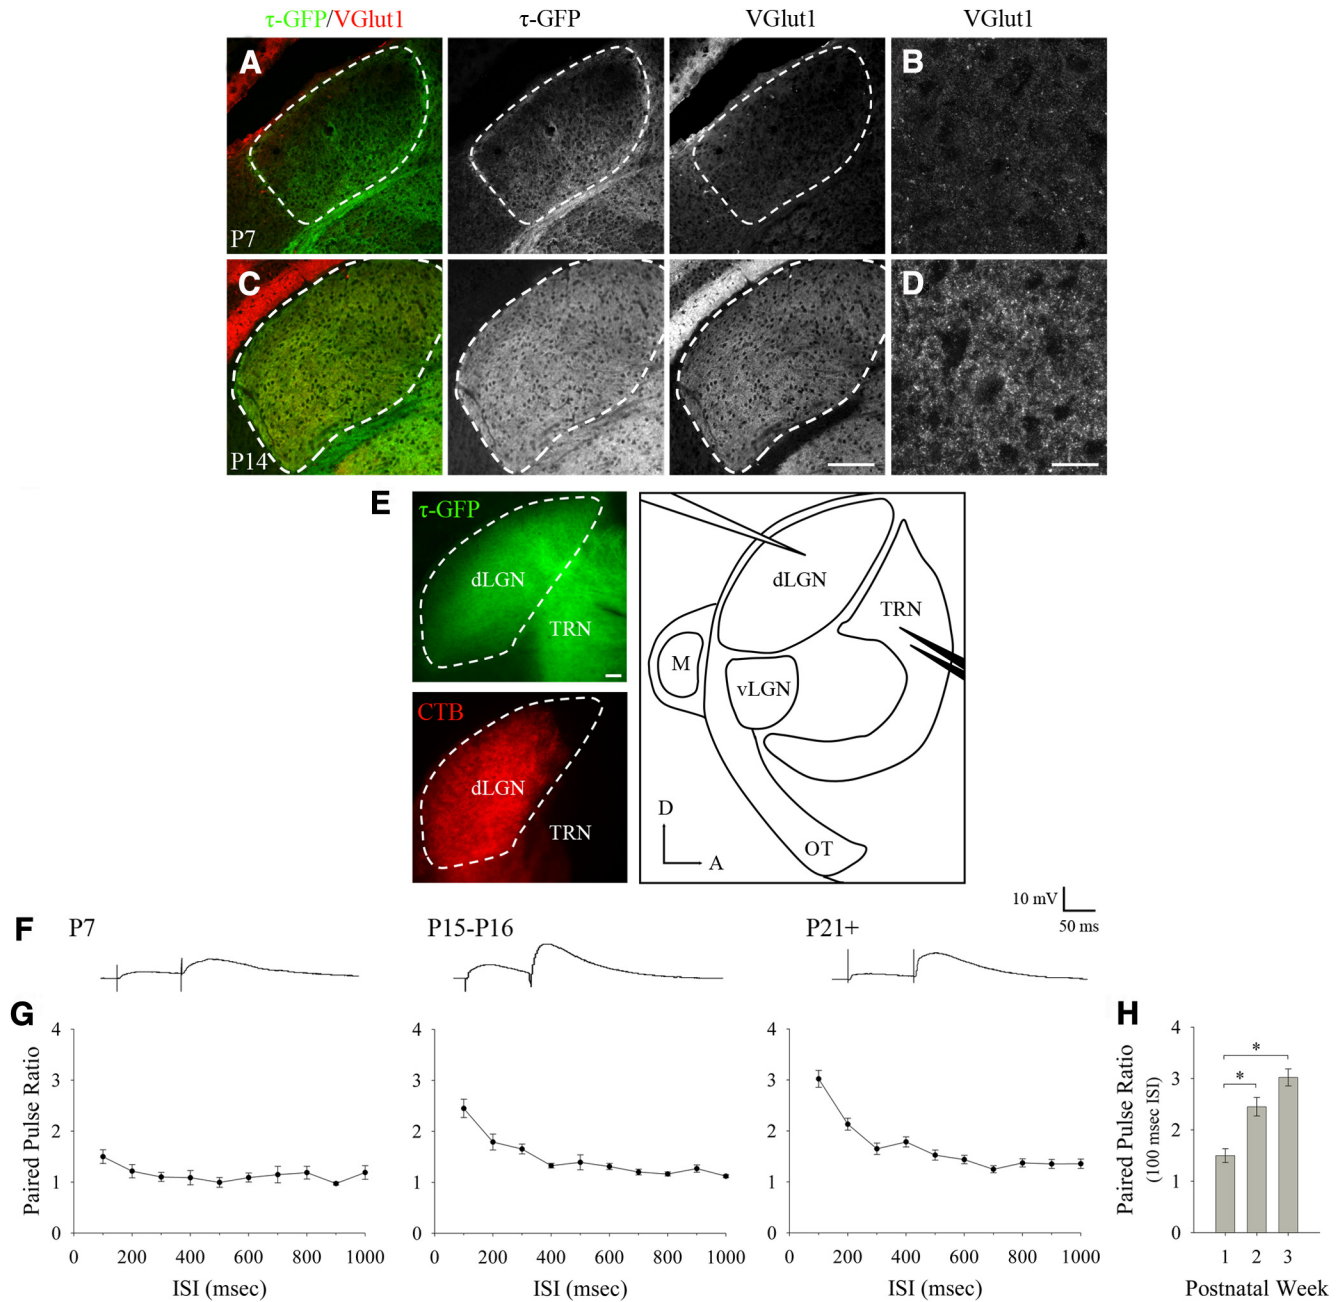 τ-GFP/VGlut1 τ-GFP VGlut1 VGlut1
A B
P7
C D
P14
E τ-GFP
dLGN
TRN
CTB
dLGN
TRN
dLGN
TRN
M
vLGN
D
A
OT
10 mV
50 ms
F P7 P15-P16 P21+
G
Paired Pulse Ratio
4
3
2
1
0
0 200 400 600 800 1000
ISI (msec)
4
3
2
1
0
0 200 400 600 800 1000
ISI (msec)
4
3
2
1
0
0 200 400 600 800 1000
ISI (msec)
H
Paired Pulse Ratio
(100 msec ISI)
4
3
2
1
0
*
*
1 2 3
Postnatal Week